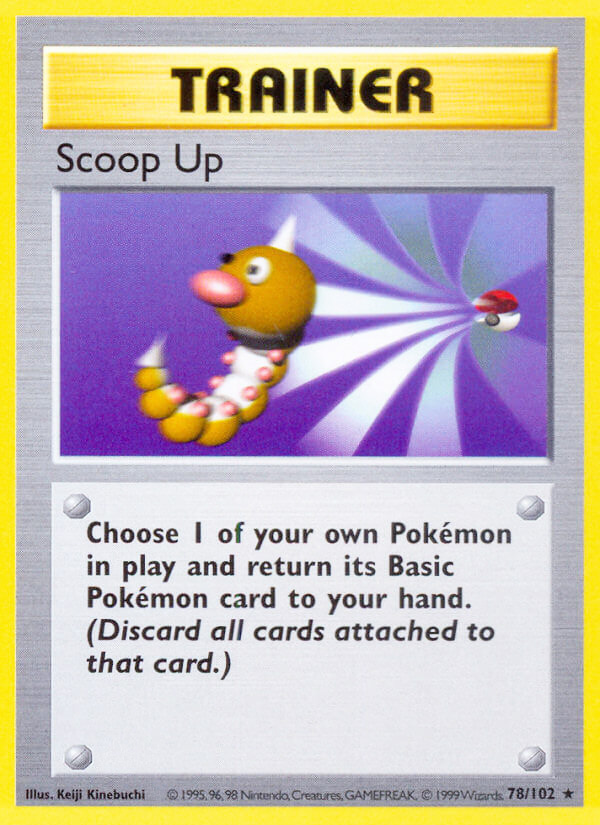 TRAINER
Scoop Up
Choose 1 of your own Pokémon
in play and return its Basic
Pokémon card to your hand.
(Discard all cards attached to
that card.)
Illus. Keiji Kinebuchi © 1995, 96, 98 Nintendo, Creatures, GAMEFREAK. © 1999 Wizards. 78/102 ★